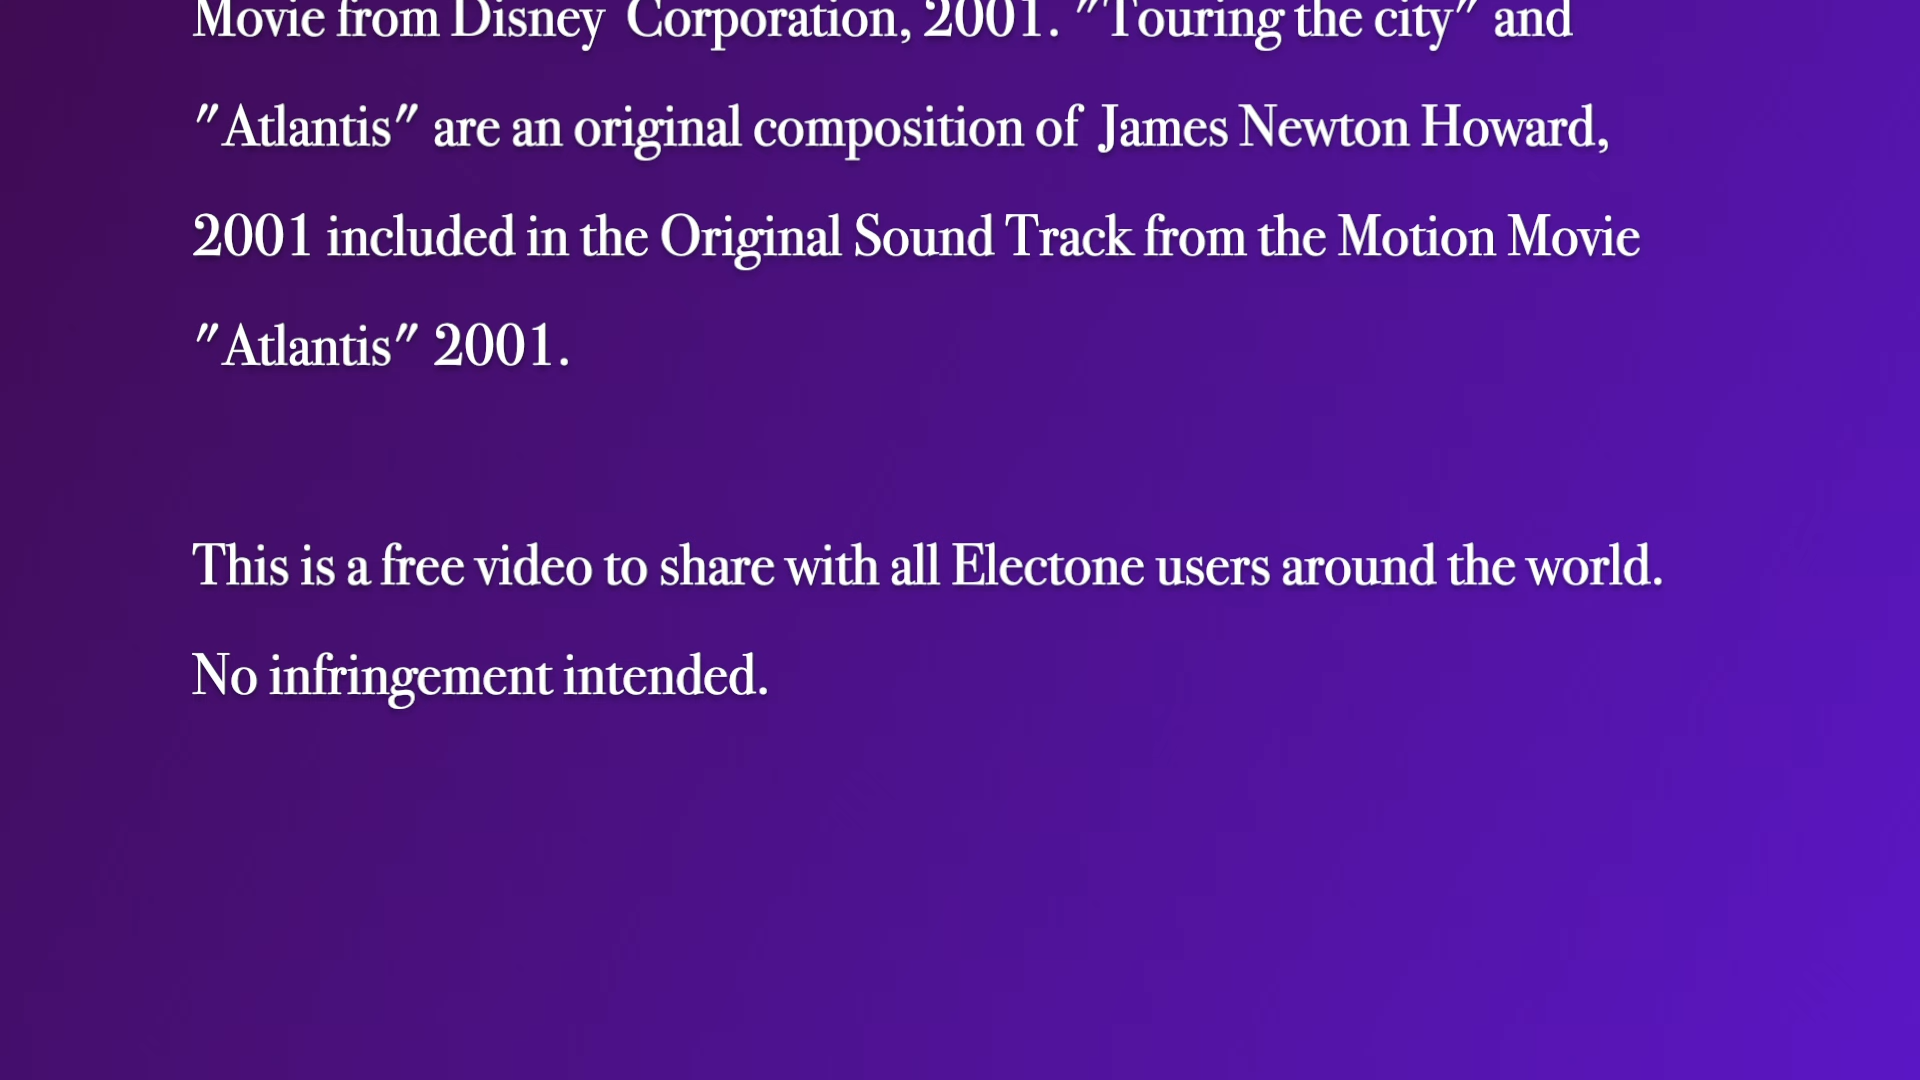 Movie from Disney Corporation, 2001. "Touring the city" and
"Atlantis" are an original composition of James Newton Howard,
2001 included in the Original Sound Track from the Motion Movie
"Atlantis" 2001.
This is a free video to share with all Electone users around the world.
No infringement intended.